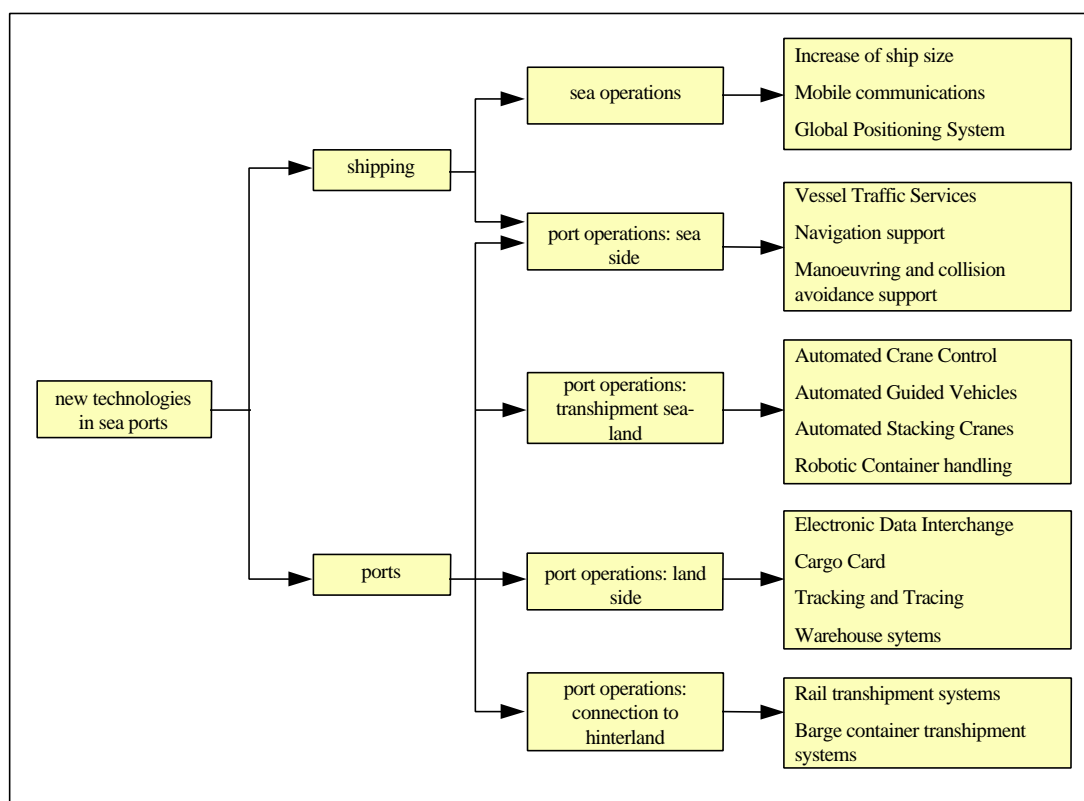 new technologies
in sea ports
shipping
ports
sea operations
port operations: sea
side
port operations:
transhipment sea-
land
port operations: land
side
port operations:
connection to
hinterland
Increase of ship size
Mobile communications
Global Positioning System
Vessel Traffic Services
Navigation support
Manoeuvring and collision
avoidance support
Automated Crane Control
Automated Guided Vehicles
Automated Stacking Cranes
Robotic Container handling
Electronic Data Interchange
Cargo Card
Tracking and Tracing
Warehouse sytems
Rail transhipment systems
Barge container transhipment
systems